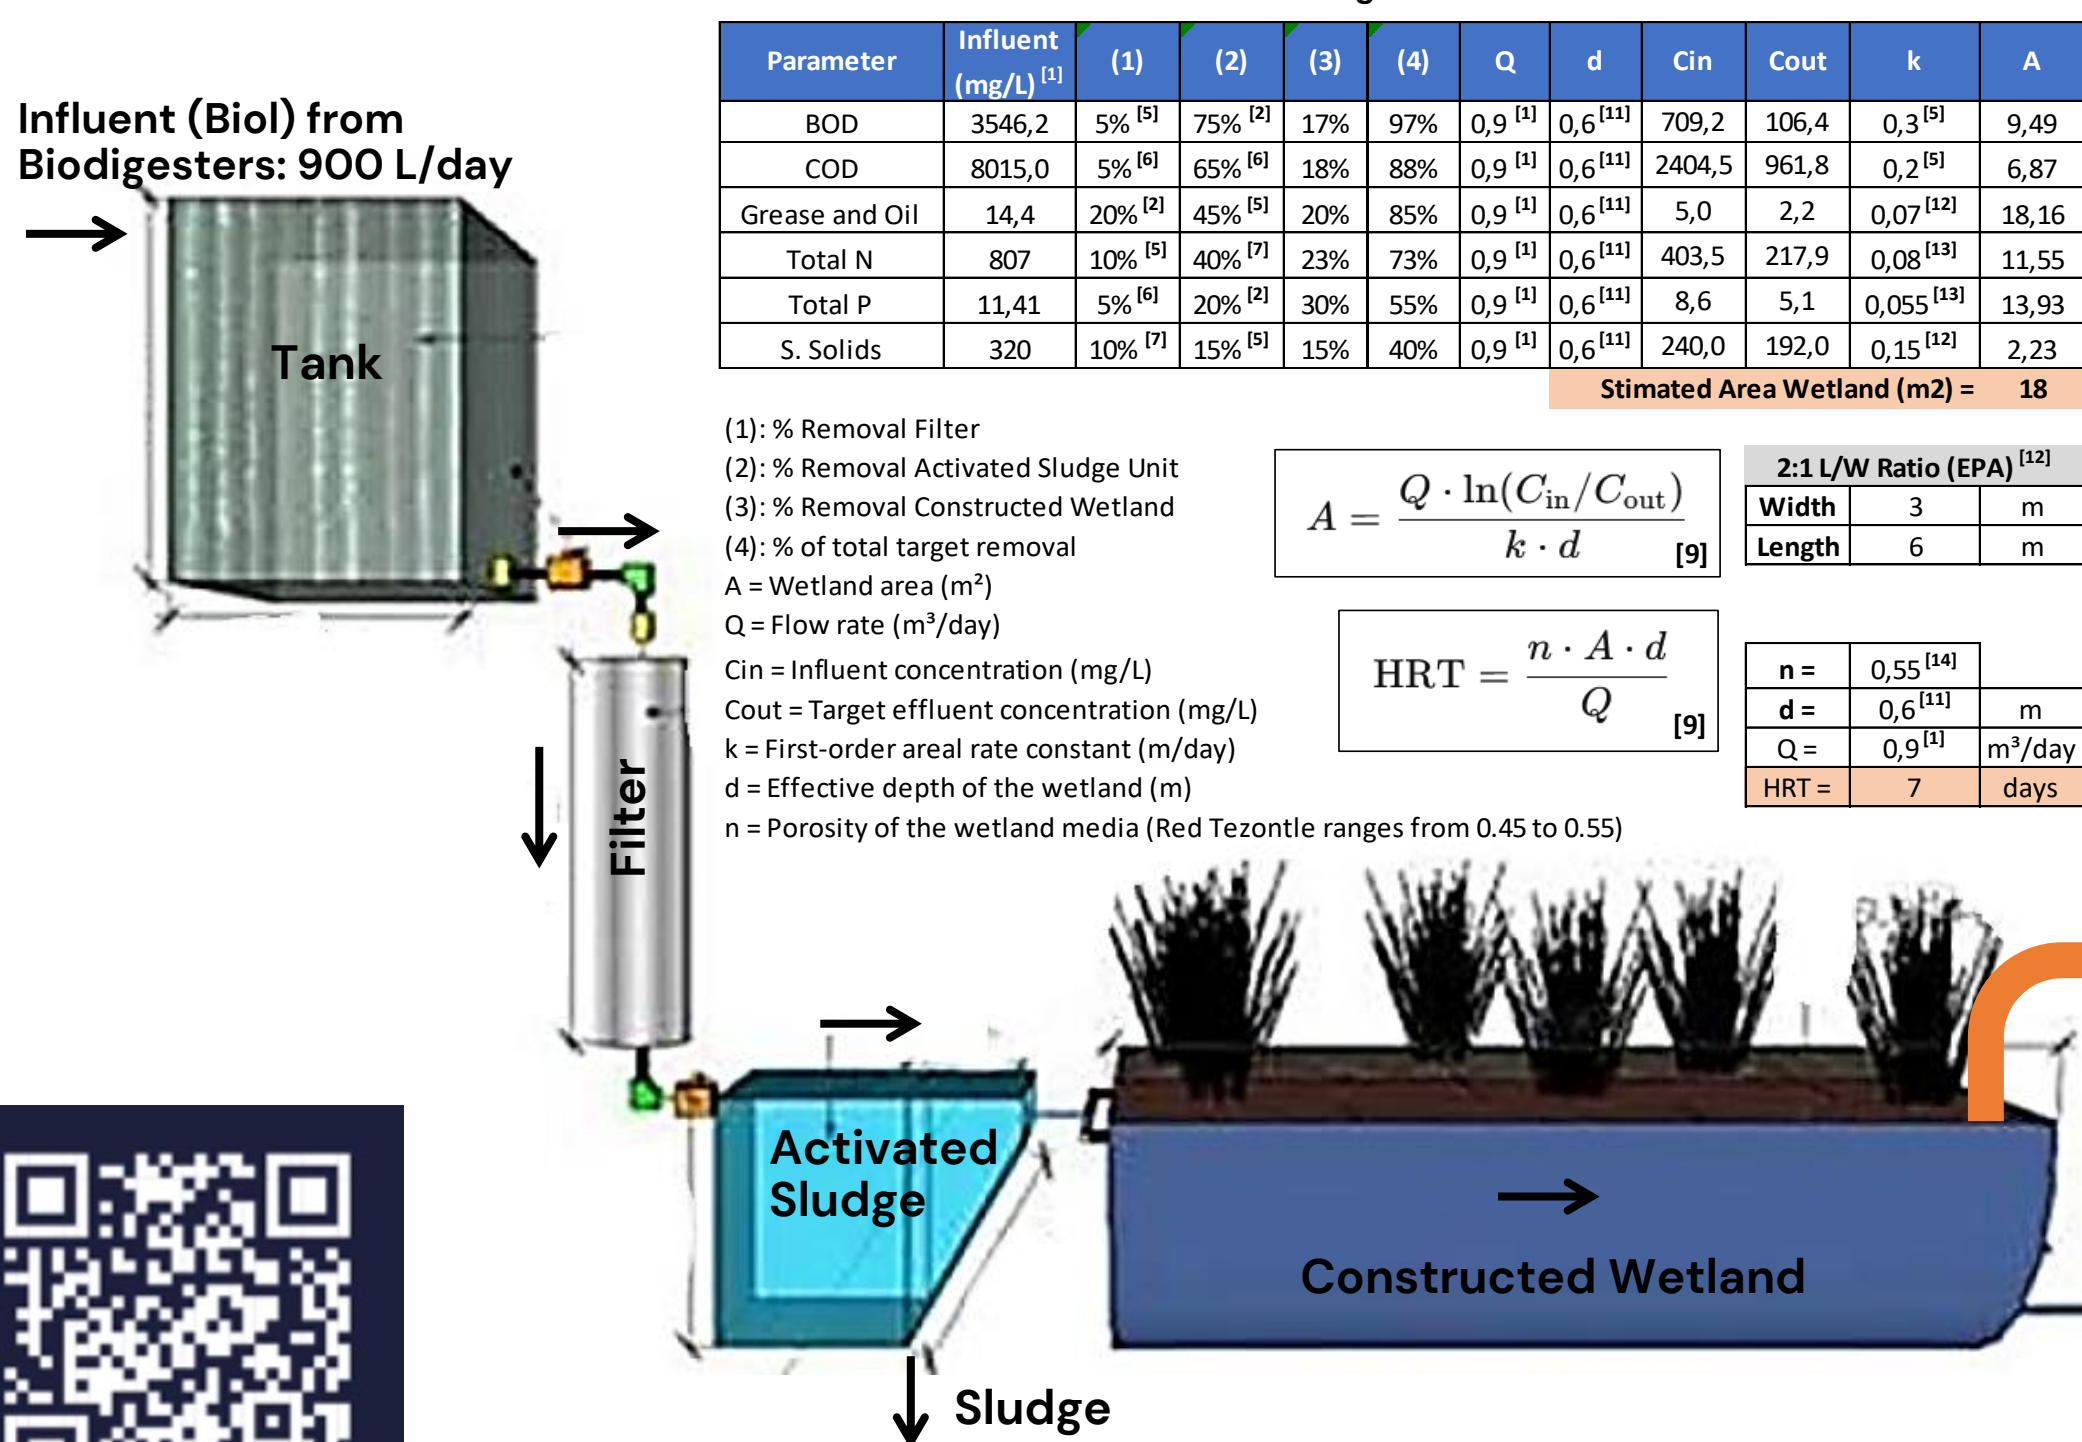 Influent (Biol) from
Biodigesters: 900 L/day
Tank
Filter
Activated
Sludge
Sludge
Constructed Wetland
Parameter Influent (mg/L) [1] (1) (2) (3) (4) Q d Cin Cout k A
BOD 3546,2 5% [5] 75% [2] 17% 97% 0,9 [1] 0,6 [11] 709,2 106,4 0,3 [5] 9,49
COD 8015,0 5% [6] 65% [6] 18% 88% 0,9 [1] 0,6 [11] 2404,5 961,8 0,2 [5] 6,87
Grease and Oil 14,4 20% [2] 45% [5] 20% 85% 0,9 [1] 0,6 [11] 5,0 2,2 0,07 [12] 18,16
Total N 807 10% [5] 40% [7] 23% 73% 0,9 [1] 0,6 [11] 403,5 217,9 0,08 [13] 11,55
Total P 11,41 5% [6] 20% [2] 30% 55% 0,9 [1] 0,6 [11] 8,6 5,1 0,055 [13] 13,93
S. Solids 320 10% [7] 15% [5] 15% 40% 0,9 [1] 0,6 [11] 240,0 192,0 0,15 [12] 2,23
Stimated Area Wetland (m2) = 18
(1): % Removal Filter
(2): % Removal Activated Sludge Unit
(3): % Removal Constructed Wetland
(4): % of total target removal
A = Wetland area (m²)
Q = Flow rate (m³/day)
Cin = Influent concentration (mg/L)
Cout = Target effluent concentration (mg/L)
k = First-order areal rate constant (m/day)
d = Effective depth of the wetland (m)
n = Porosity of the wetland media (Red Tezontle ranges from 0.45 to 0.55)
A = Q · ln(Cin/Cout) / k · d [9]
HRT = n · A · d / Q [9]
2:1 L/W Ratio (EPA) [12]
Width 3 m
Length 6 m
n = 0,55 [14]
d = 0,6 [11] m
Q = 0,9 [1] m³/day
HRT = 7 days